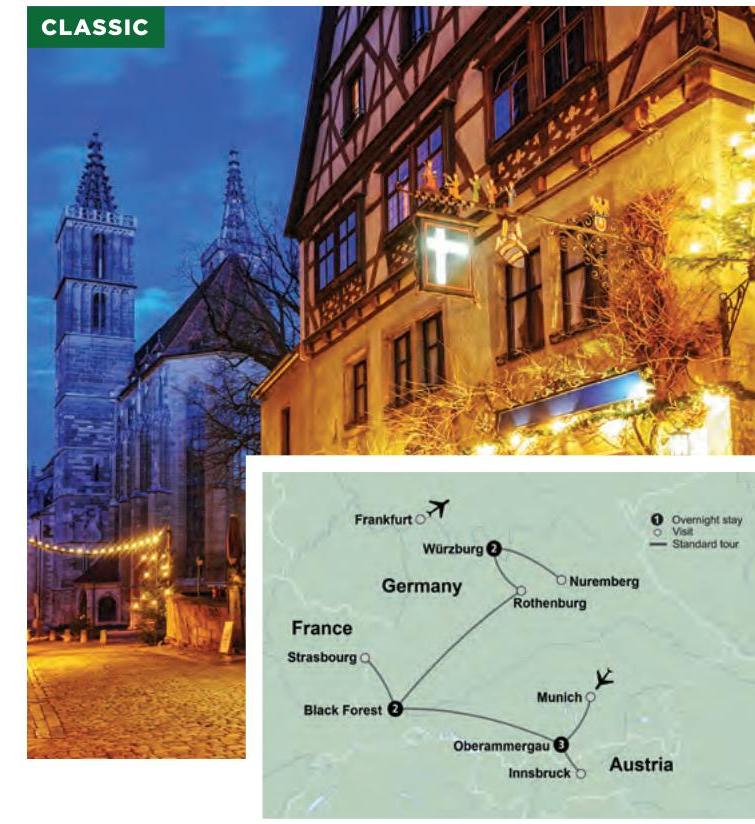 CLASSIC
Frankfurt
1 Overnight stay
Visit
Standard tour
Würzburg 2
Germany
Nuremberg
Rothenburg
France
Strasbourg
Munich
Black Forest 2
Oberammergau 3
Austria
Innsbruck